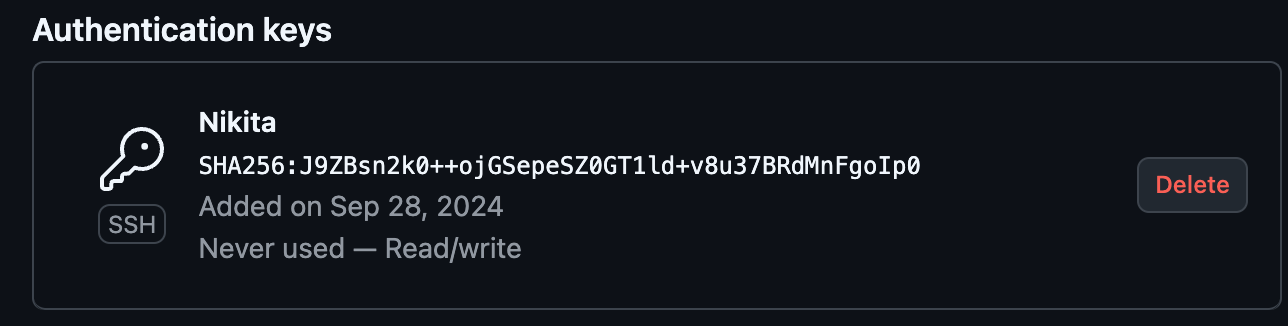 Authentication keys
Nikita
SHA256:J9ZBsn2k0++ojGSepeSZ0GT1ld+v8u37BRdMnFgoIp0
Added on Sep 28, 2024
SSH
Never used — Read/write
Delete